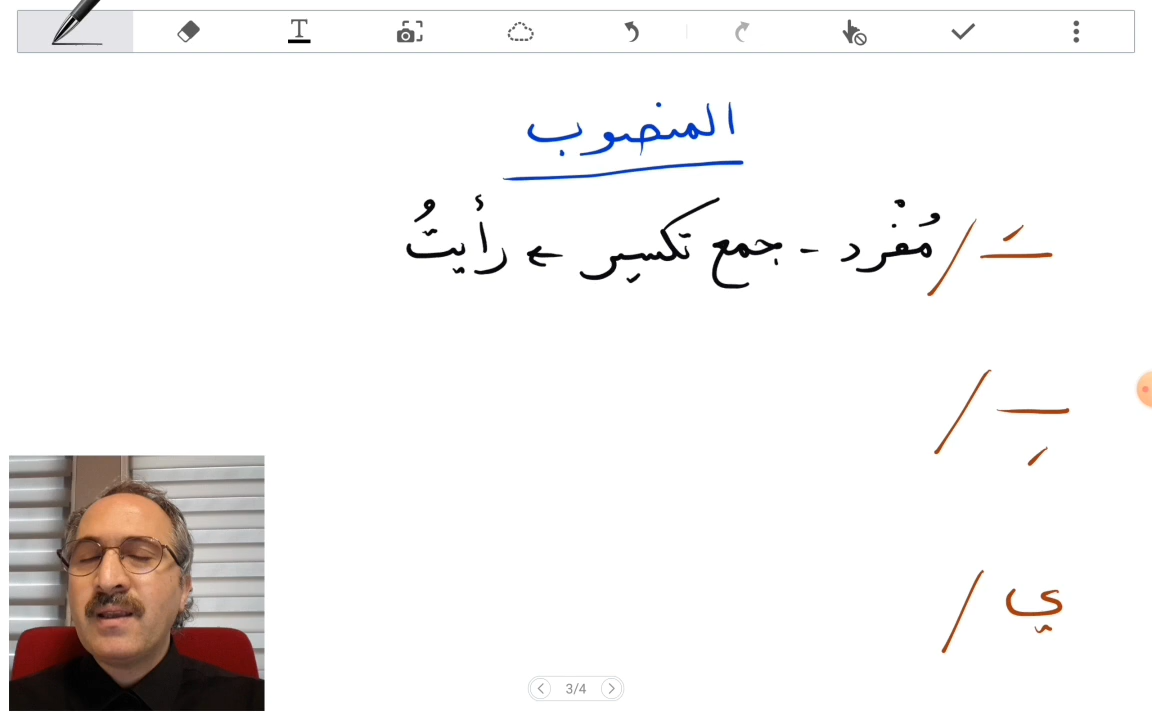 T
المنصوب
ـَ / مُفْرد - جمع تكسير ← رأيتُ
ـِ /
ي /
3/4